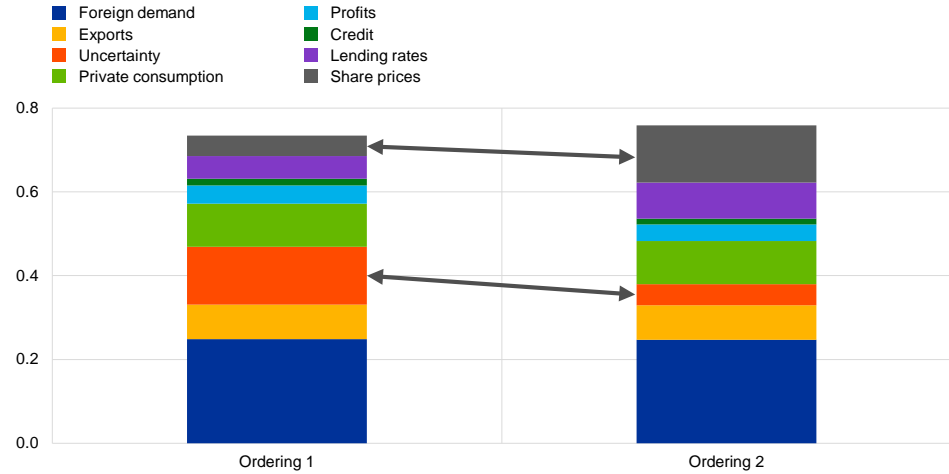 Foreign demand
Exports
Uncertainty
Private consumption
Profits
Credit
Lending rates
Share prices
0.8
0.6
0.4
0.2
0.0
Ordering 1
Ordering 2